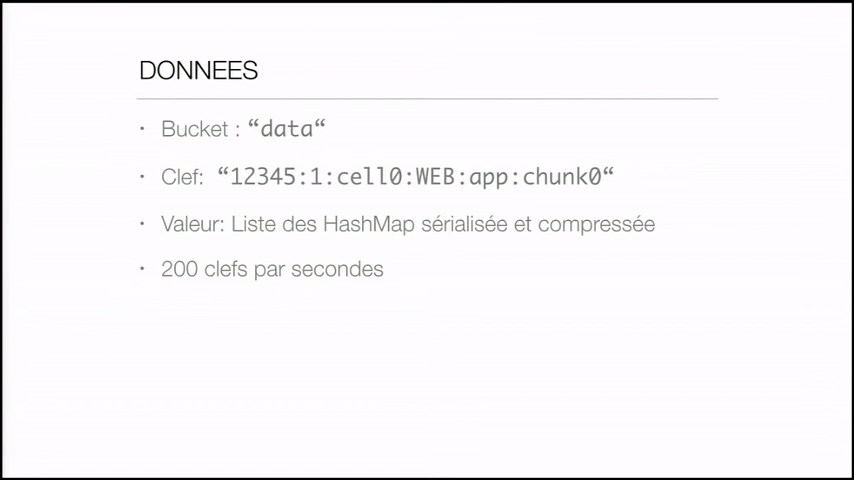 DONNEES
• Bucket : “data“
• Clef: “12345:1:cell0:WEB:app:chunk0“
• Valeur: Liste des HashMap sérialisée et compressée
• 200 clefs par secondes